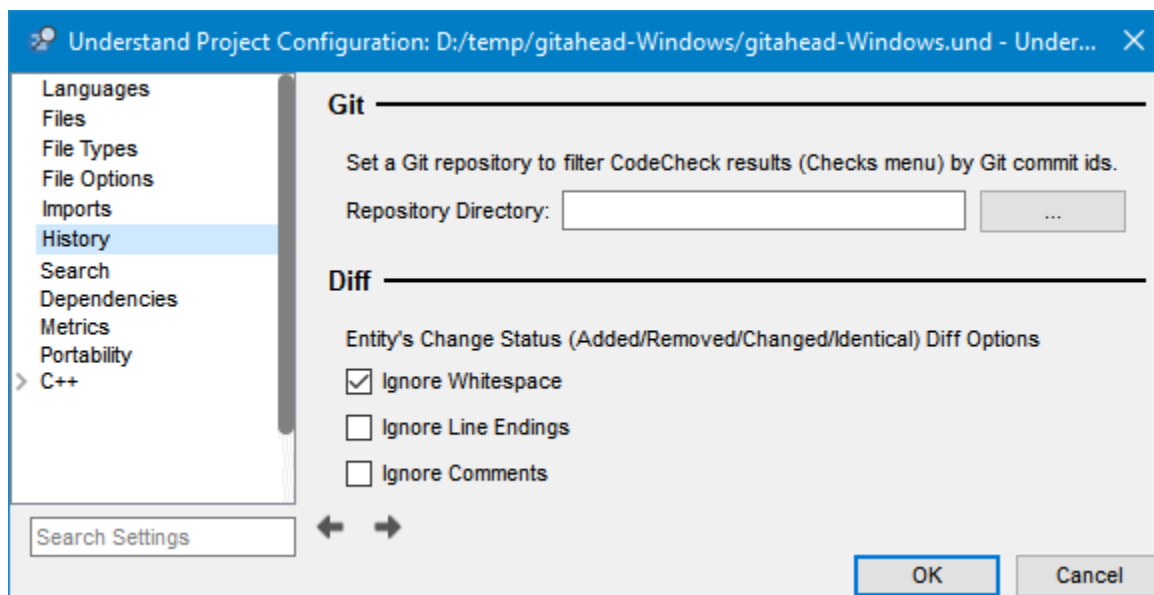 Understand Project Configuration: D:/temp/gitahead-Windows/gitahead-Windows.und - Under...
Languages
Files
File Types
File Options
Imports
History
Search
Dependencies
Metrics
Portability
C++
Search Settings
Git
Set a Git repository to filter CodeCheck results (Checks menu) by Git commit ids.
Repository Directory:
...
Diff
Entity's Change Status (Added/Removed/Changed/Identical) Diff Options
Ignore Whitespace
Ignore Line Endings
Ignore Comments
OK
Cancel